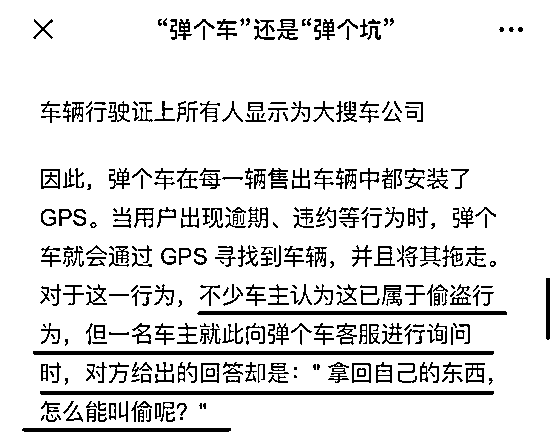 “弹个车”还是“弹个坑”
车辆行驶证上所有人显示为大搜车公司
因此，弹个车在每一辆售出车辆中都安装了
GPS。当用户出现逾期、违约等行为时，弹个
车就会通过 GPS 寻找到车辆，并且将其拖走。
对于这一行为，不少车主认为这已属于偷盗行
为，但一名车主就此向弹个车客服进行询问
时，对方给出的回答却是：" 拿回自己的东西，
怎么能叫偷呢？"